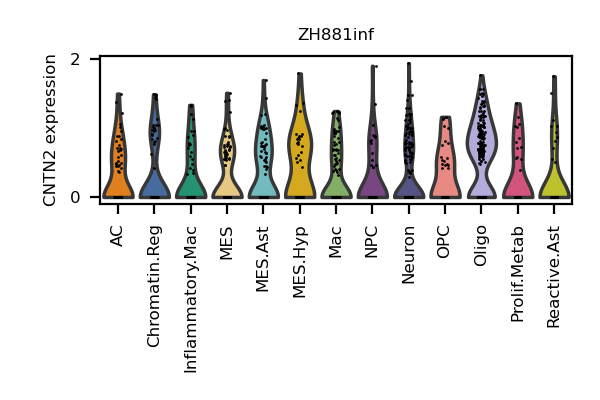 ZH881inf
CNTN2 expression
2
0
AC
Chromatin.Reg
Inflammatory.Mac
MES
MES.Ast
MES.Hyp
Mac
NPC
Neuron
OPC
Oligo
Prolif.Metab
Reactive.Ast